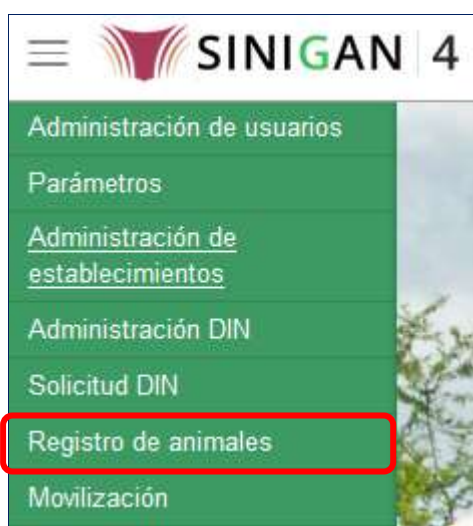 SINIGAN 4
Administración de usuarios
Parámetros
Administración de
establecimientos
Administración DIN
Solicitud DIN
Registro de animales
Movilización